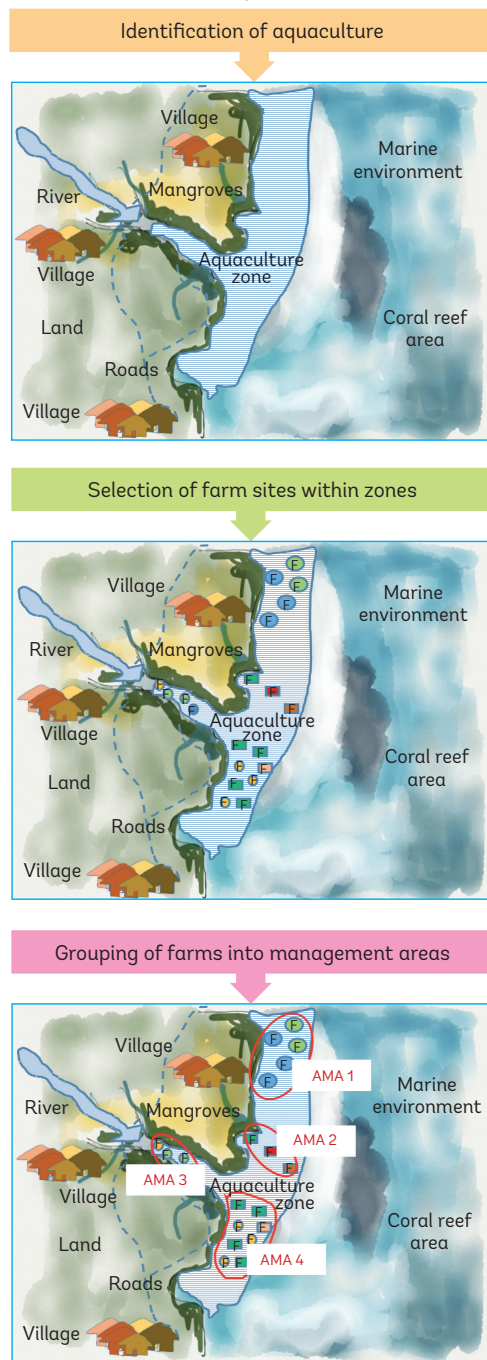 Identification of aquaculture
Village
Marine
environment
River
Mangroves
Aquaculture
zone
Village
Land
Coral reef
area
Roads
Village
Selection of farm sites within zones
F
F
F
F
F
Village
Marine
environment
River
Mangroves
F
F
F
F
F
F
F
F
Village
Aquaculture
zone
F
F
Land
F
F
F
F
Coral reef
area
F
F
Roads
Village
Grouping of farms into management areas
F
F
F
F
F
Village
AMA 1
Marine
environment
River
Mangroves
F
F
F
AMA 2
F
F
F
AMA 3
Village
Aquaculture
zone
F
F
Land
F
F
F
F
Coral reef
area
F
F
AMA 4
Roads
Village